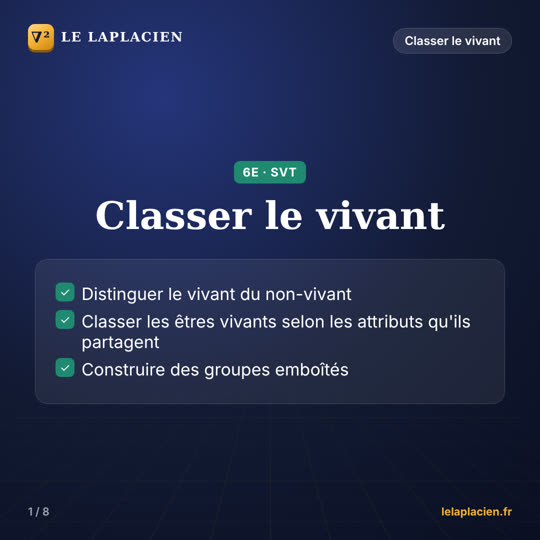 ∇² LE LAPLACIEN
Classer le vivant
6E · SVT
Classer le vivant
Distinguer le vivant du non-vivant
Classer les êtres vivants selon les attributs qu'ils
partagent
Construire des groupes emboîtés
1 / 8
lelaplacien.fr